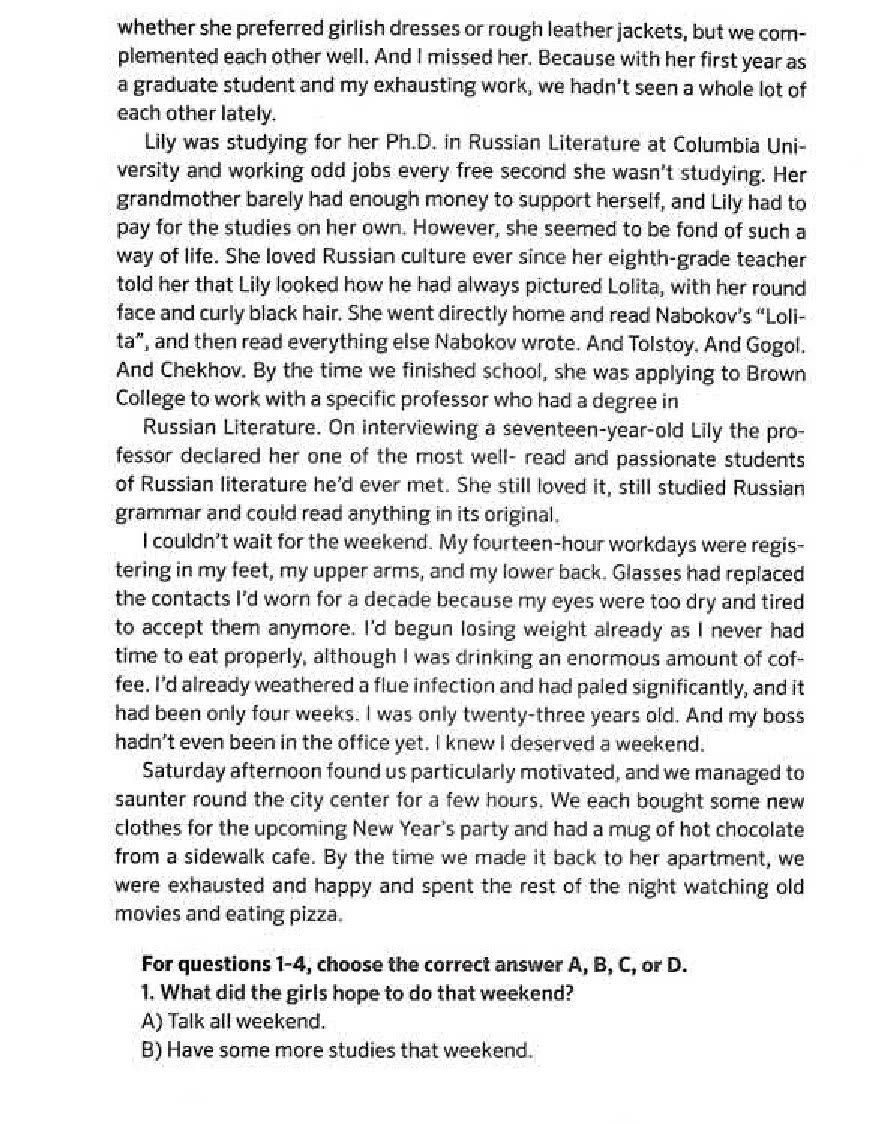 whether she preferred girlish dresses or rough leather jackets, but we com-
plemented each other well. And I missed her. Because with her first year as
a graduate student and my exhausting work, we hadn't seen a whole lot of
each other lately.
Lily was studying for her Ph.D. in Russian Literature at Columbia Uni-
versity and working odd jobs every free second she wasn't studying. Her
grandmother barely had enough money to support herself, and Lily had to
pay for the studies on her own. However, she seemed to be fond of such a
way of life. She loved Russian culture ever since her eighth-grade teacher
told her that Lily looked how he had always pictured Lolita, with her round
face and curly black hair. She went directly home and read Nabokov's "Loli-
ta", and then read everything else Nabokov wrote. And Tolstoy. And Gogol.
And Chekhov. By the time we finished school, she was applying to Brown
College to work with a specific professor who had a degree in
Russian Literature. On interviewing a seventeen-year-old Lily the pro-
fessor declared her one of the most well- read and passionate students
of Russian literature he'd ever met. She still loved it, still studied Russian
grammar and could read anything in its original.
I couldn't wait for the weekend. My fourteen-hour workdays were regis-
tering in my feet, my upper arms, and my lower back. Glasses had replaced
the contacts I'd worn for a decade because my eyes were too dry and tired
to accept them anymore. I'd begun losing weight already as I never had
time to eat properly, although I was drinking an enormous amount of cof-
fee. I'd already weathered a flue infection and had paled significantly, and it
had been only four weeks. I was only twenty-three years old. And my boss
hadn't even been in the office yet. I knew I deserved a weekend.
Saturday afternoon found us particularly motivated, and we managed to
saunter round the city center for a few hours. We each bought some new
clothes for the upcoming New Year's party and had a mug of hot chocolate
from a sidewalk cafe. By the time we made it back to her apartment, we
were exhausted and happy and spent the rest of the night watching old
movies and eating pizza.
For questions 1-4, choose the correct answer A, B, C, or D.
1. What did the girls hope to do that weekend?
A) Talk all weekend.
B) Have some more studies that weekend.